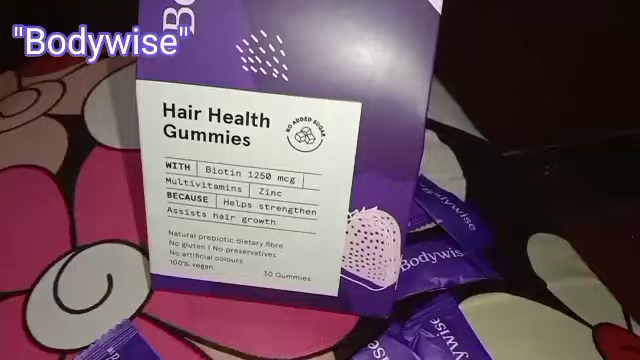 "Bodywise"
Bo
Hair Health
Gummies
NO ADDED SUGAR
WITH Biotin 1250 mcg
Multivitamins Zinc
BECAUSE Helps strengthen
Assists hair growth
Natural prebiotic dietary fibre
No gluten | No preservatives
No artificial colours
100% vegan
30 Gummies
Bodywise
Bodywise